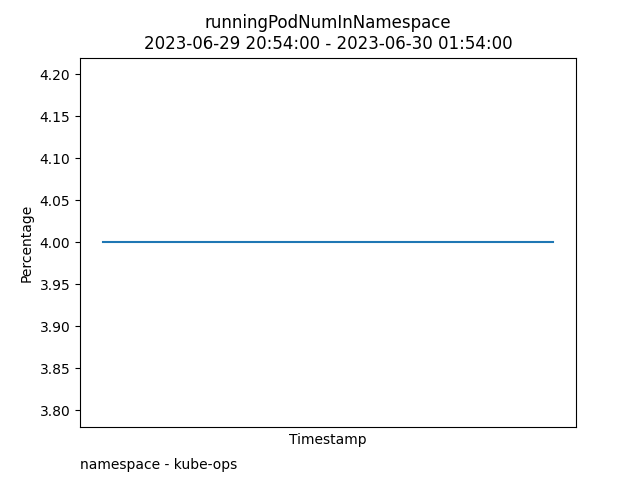 runningPodNumInNamespace
2023-06-29 20:54:00 - 2023-06-30 01:54:00
4.20
4.15
4.10
4.05
4.00
3.95
3.90
3.85
3.80
Percentage
Timestamp
namespace - kube-ops